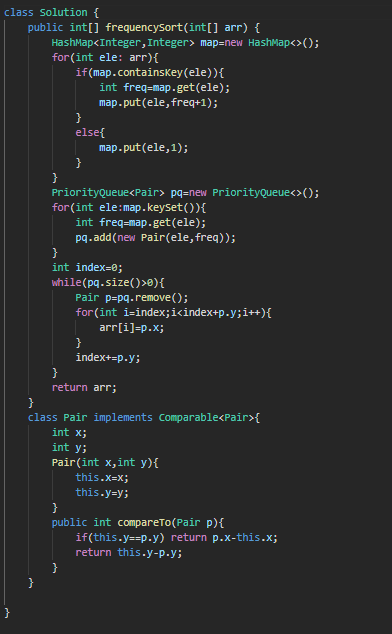 class Solution {
    public int[] frequencySort(int[] arr) {
        HashMap<Integer,Integer> map=new HashMap<>();
        for(int ele: arr){
            if(map.containsKey(ele)){
                int freq=map.get(ele);
                map.put(ele,freq+1);
            }
            else{
                map.put(ele,1);
            }
        }
        PriorityQueue<Pair> pq=new PriorityQueue<>();
        for(int ele:map.keySet()){
            int freq=map.get(ele);
            pq.add(new Pair(ele,freq));
        }
        int index=0;
        while(pq.size()>0){
            Pair p=pq.remove();
            for(int i=index;i<index+p.y;i++){
                arr[i]=p.x;
            }
            index+=p.y;
        }
        return arr;
    }
    class Pair implements Comparable<Pair>{
        int x;
        int y;
        Pair(int x,int y){
            this.x=x;
            this.y=y;
        }
        public int compareTo(Pair p){
            if(this.y==p.y) return p.x-this.x;
            return this.y-p.y;
        }
    }

}